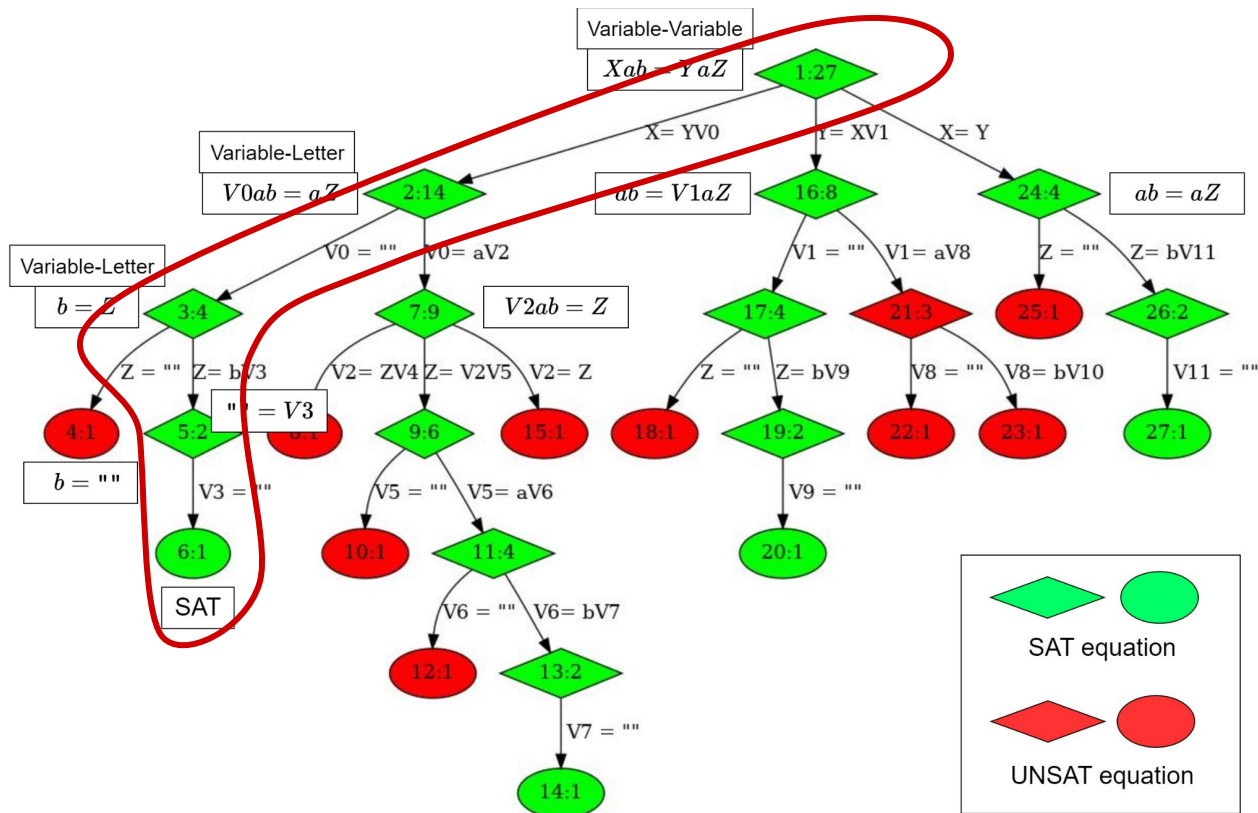 Variable-Variable
Xab = YaZ
1:27
X= YV0
Y= XV1
X= Y
Variable-Letter
V0ab = aZ
2:14
ab = V1aZ
16:8
24:4
ab = aZ
V0 = ""
V0= aV2
V1 = ""
V1= aV8
Z = ""
Z= bV11
Variable-Letter
b = Z
3:4
7:9
V2ab = Z
17:4
21:3
25:1
26:2
Z = ""
Z= bV3
V2= ZV4
Z= V2V5
V2= Z
Z = ""
Z= bV9
V8 = ""
V8= bV10
V11 = ""
"" = V3
4:1
5:2
8:1
9:6
15:1
18:1
19:2
22:1
23:1
27:1
b = ""
V3 = ""
V5 = ""
V5= aV6
V9 = ""
6:1
10:1
11:4
20:1
SAT
V6 = ""
V6= bV7
12:1
13:2
V7 = ""
14:1
SAT equation
UNSAT equation